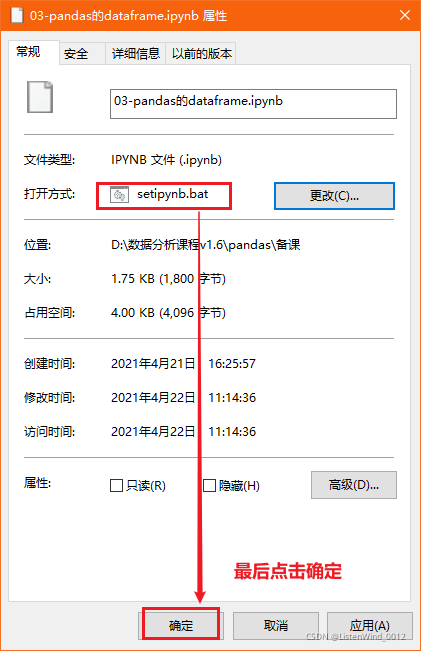 03-pandas的dataframe.ipynb 属性
常规 安全 详细信息 以前的版本
03-pandas的dataframe.ipynb
文件类型: IPYNB 文件 (.ipynb)
打开方式: setipynb.bat 更改(C)...
位置: D:\数据分析课程v1.6\pandas\备课
大小: 1.75 KB (1,800 字节)
占用空间: 4.00 KB (4,096 字节)
创建时间: 2021年4月21日 16:25:57
修改时间: 2021年4月22日 11:14:36
访问时间: 2021年4月22日 11:14:36
属性: 只读(R) 隐藏(H) 高级(D)...
最后点击确定
确定 取消 应用(A)
CSDN @ListenWind_0012